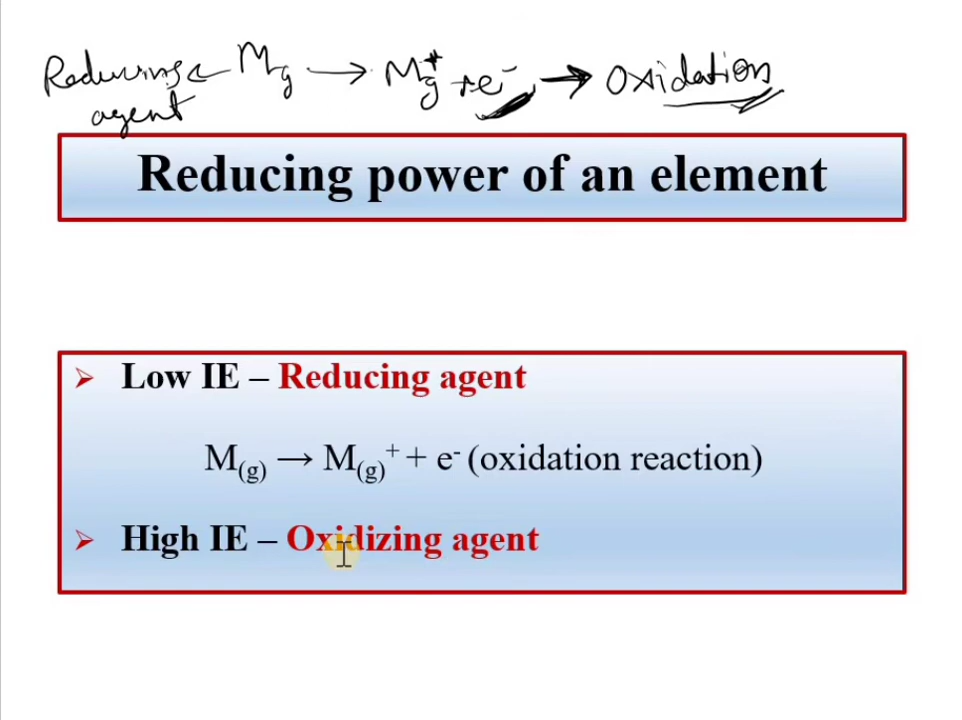 Reducing ← Mg → Mg⁺ + e⁻ → Oxidation
agent
Reducing power of an element
➢ Low IE – Reducing agent
M(g) → M(g)⁺ + e⁻ (oxidation reaction)
➢ High IE – Oxidizing agent